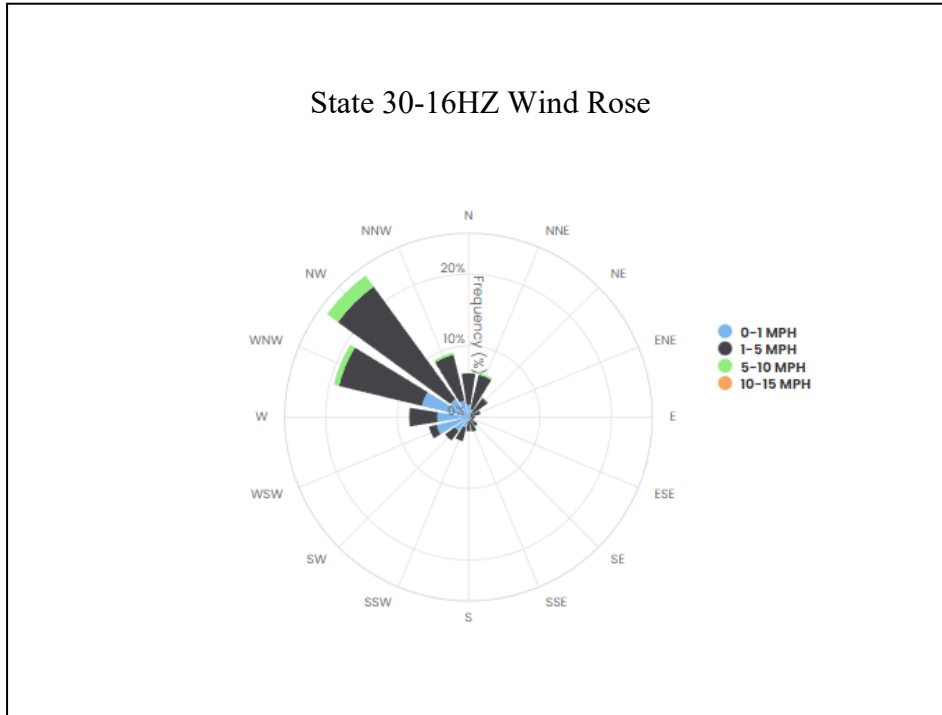 State 30-16HZ Wind Rose
N
NNW
NNE
NW
NE
20%
Frequency (%)
WNW
ENE
10%
0-1 MPH
1-5 MPH
5-10 MPH
10-15 MPH
W
0%
E
WSW
ESE
SW
SE
SSW
SSE
S